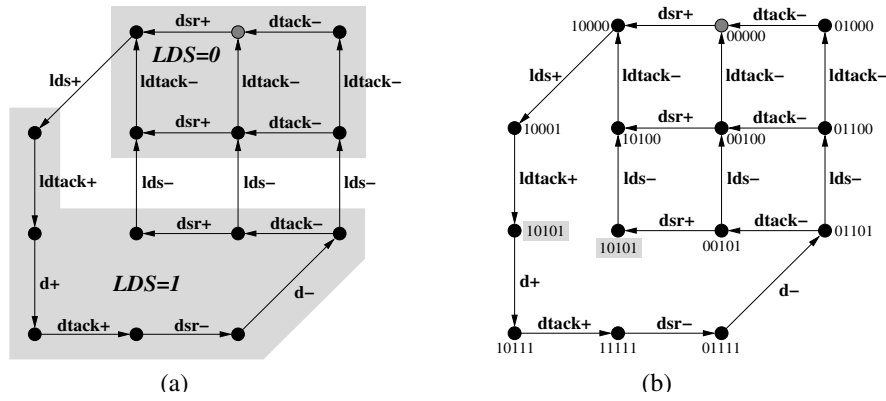 dsr+ dtack−
LDS=0
lds+
ldtack− ldtack− ldtack−
dsr+ dtack−
ldtack+
lds− lds− lds−
dsr+ dtack−
d+
LDS=1
d−
dtack+ dsr−
(a)
10000 dsr+ dtack− 01000
00000
lds+
ldtack− ldtack− ldtack−
10001
dsr+ dtack− 01100
10100 00100
ldtack+
lds− lds− lds−
10101 dsr+ dtack− 01101
10101 00101
d+
d−
dtack+ dsr−
10111 11111 01111
(b)